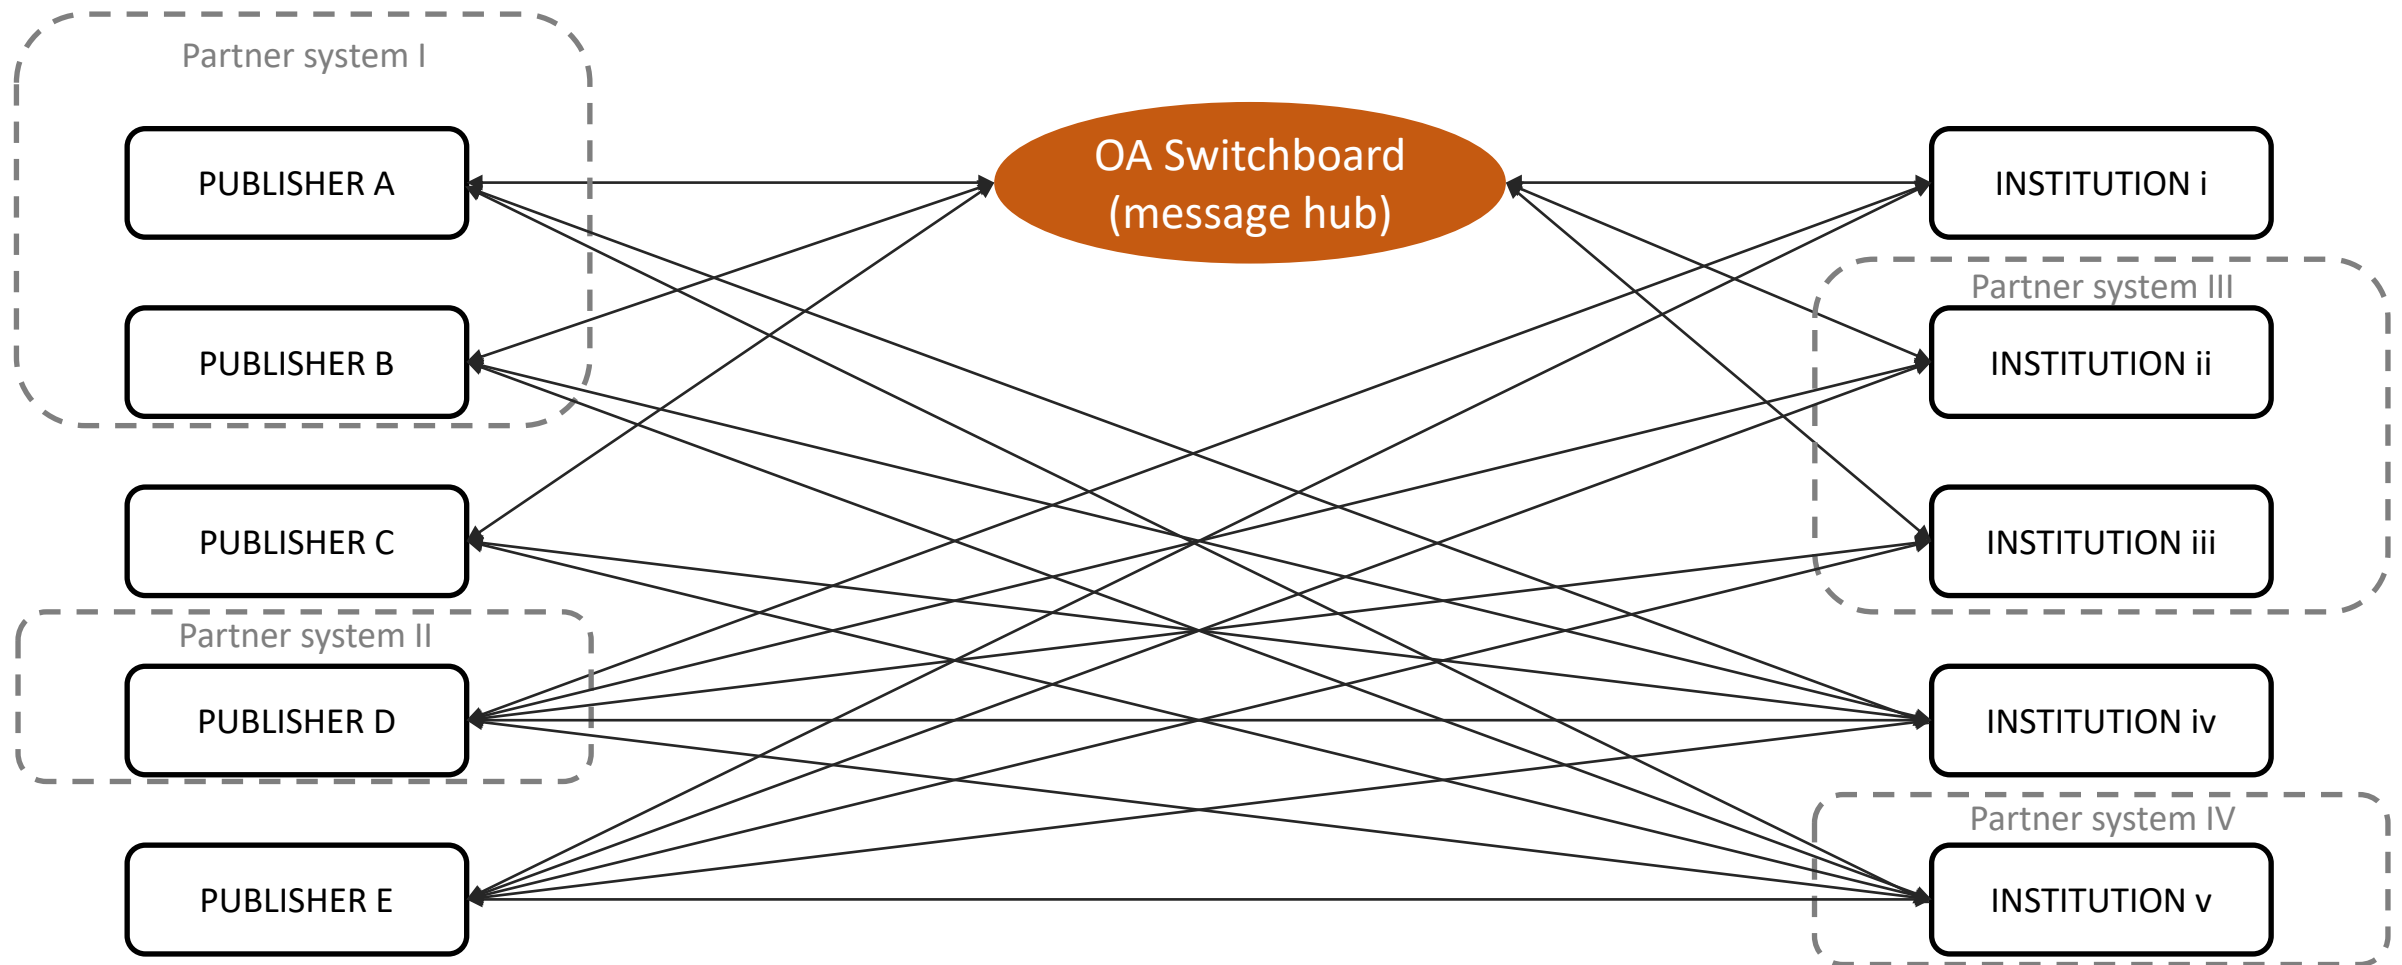 Partner system I
PUBLISHER A
PUBLISHER B
PUBLISHER C
Partner system II
PUBLISHER D
PUBLISHER E
OA Switchboard
(message hub)
INSTITUTION i
Partner system III
INSTITUTION ii
INSTITUTION iii
INSTITUTION iv
Partner system IV
INSTITUTION v